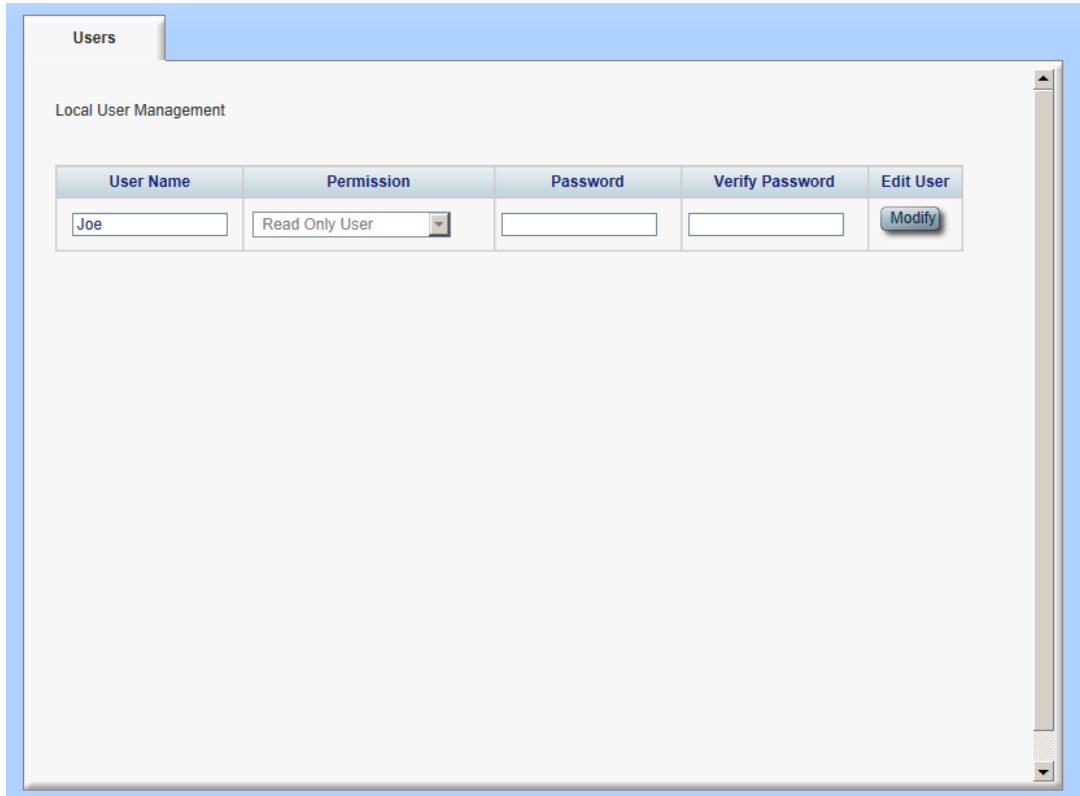 Users
Local User Management
User Name Permission Password Verify Password Edit User
Joe Read Only User Modify